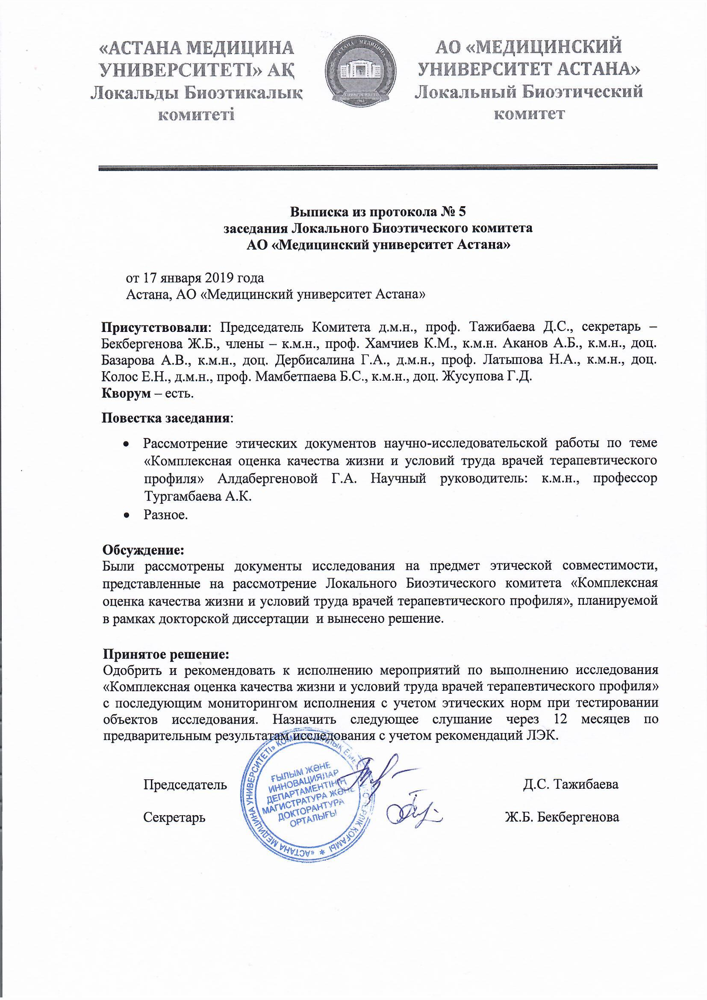 «АСТАНА МЕДИЦИНА
УНИВЕРСИТЕТІ» АҚ
Локальды Биоэтикалық
комитеті
АСТАНА МЕДИЦИНА
УНИВЕРСИТЕТІ
1964
АО «МЕДИЦИНСКИЙ
УНИВЕРСИТЕТ АСТАНА»
Локальный Биоэтический
комитет
Выписка из протокола № 5
заседания Локального Биоэтического комитета
АО «Медицинский университет Астана»
от 17 января 2019 года
Астана, АО «Медицинский университет Астана»
Присутствовали: Председатель Комитета д.м.н., проф. Тажибаева Д.С., секретарь –
Бекбергенова Ж.Б., члены – к.м.н., проф. Хамчиев К.М., к.м.н. Аканов А.Б., к.м.н., доц.
Базарова А.В., к.м.н., доц. Дербисалина Г.А., д.м.н., проф. Латыпова Н.А., к.м.н., доц.
Колос Е.Н., д.м.н., проф. Мамбетпаева Б.С., к.м.н., доц. Жусупова Г.Д.
Кворум – есть.
Повестка заседания:
• Рассмотрение этических документов научно-исследовательской работы по теме
«Комплексная оценка качества жизни и условий труда врачей терапевтического
профиля» Алдабергеновой Г.А. Научный руководитель: к.м.н., профессор
Тургамбаева А.К.
• Разное.
Обсуждение:
Были рассмотрены документы исследования на предмет этической совместимости,
представленные на рассмотрение Локального Биоэтического комитета «Комплексная
оценка качества жизни и условий труда врачей терапевтического профиля», планируемой
в рамках докторской диссертации и вынесено решение.
Принятое решение:
Одобрить и рекомендовать к исполнению мероприятий по выполнению исследования
«Комплексная оценка качества жизни и условий труда врачей терапевтического профиля»
с последующим мониторингом исполнения с учетом этических норм при тестировании
объектов исследования. Назначить следующее слушание через 12 месяцев по
предварительным результатам исследования с учетом рекомендаций ЛЭК.
Председатель Д.С. Тажибаева
Секретарь Ж.Б. Бекбергенова
«АСТАНА МЕДИЦИНА УНИВЕРСИТЕТІ» КОММЕРЦИЯЛЫҚ ЕМЕС ҚОҒАМЫ *
ҒЫЛЫМ ЖӘНЕ
ИННОВАЦИЯЛАР
ДЕПАРТАМЕНТІНІҢ
МАГИСТРАТУРА ЖӘНЕ
ДОКТОРАНТУРА
ОРТАЛЫҒЫ